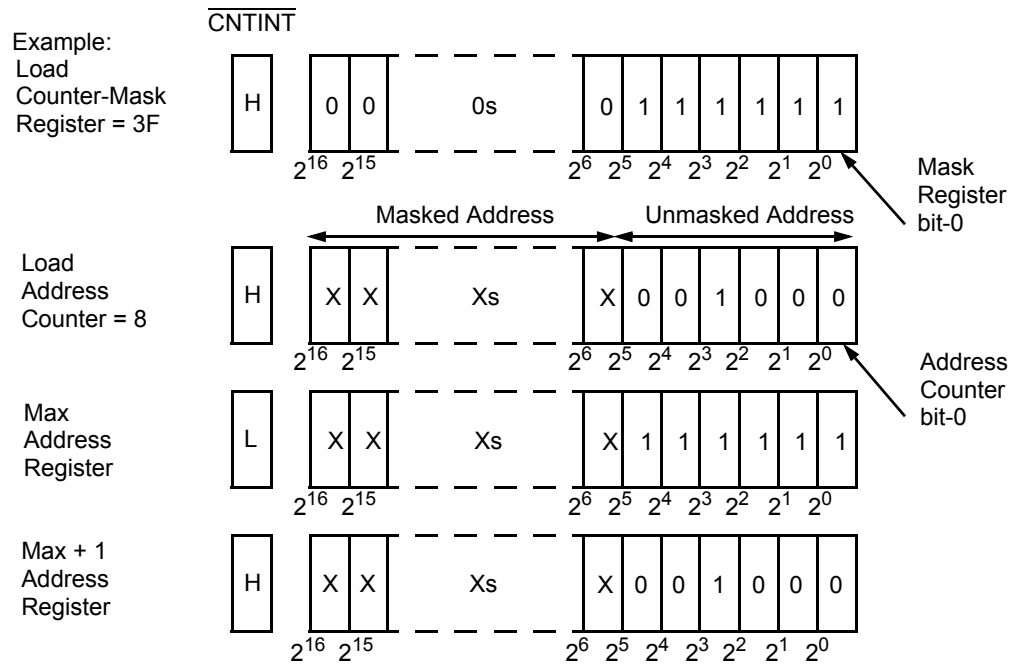 CNTINT
Example:
Load
Counter-Mask
Register = 3F
H 0 0 0s 0 1 1 1 1 1 1
2^16 2^15 2^6 2^5 2^4 2^3 2^2 2^1 2^0
Mask
Register
bit-0
Masked Address Unmasked Address
Load
Address
Counter = 8
H X X Xs X 0 0 1 0 0 0
2^16 2^15 2^6 2^5 2^4 2^3 2^2 2^1 2^0
Address
Counter
bit-0
Max
Address
Register
L X X Xs X 1 1 1 1 1 1
2^16 2^15 2^6 2^5 2^4 2^3 2^2 2^1 2^0
Max + 1
Address
Register
H X X Xs X 0 0 1 0 0 0
2^16 2^15 2^6 2^5 2^4 2^3 2^2 2^1 2^0